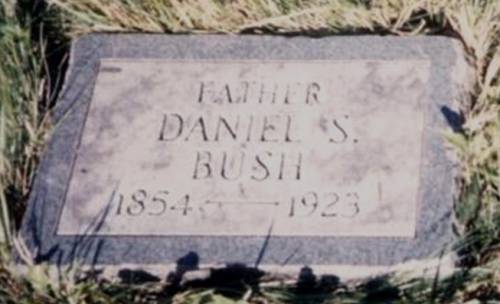 FATHER
DANIEL S.
BUSH
1854 — 1923